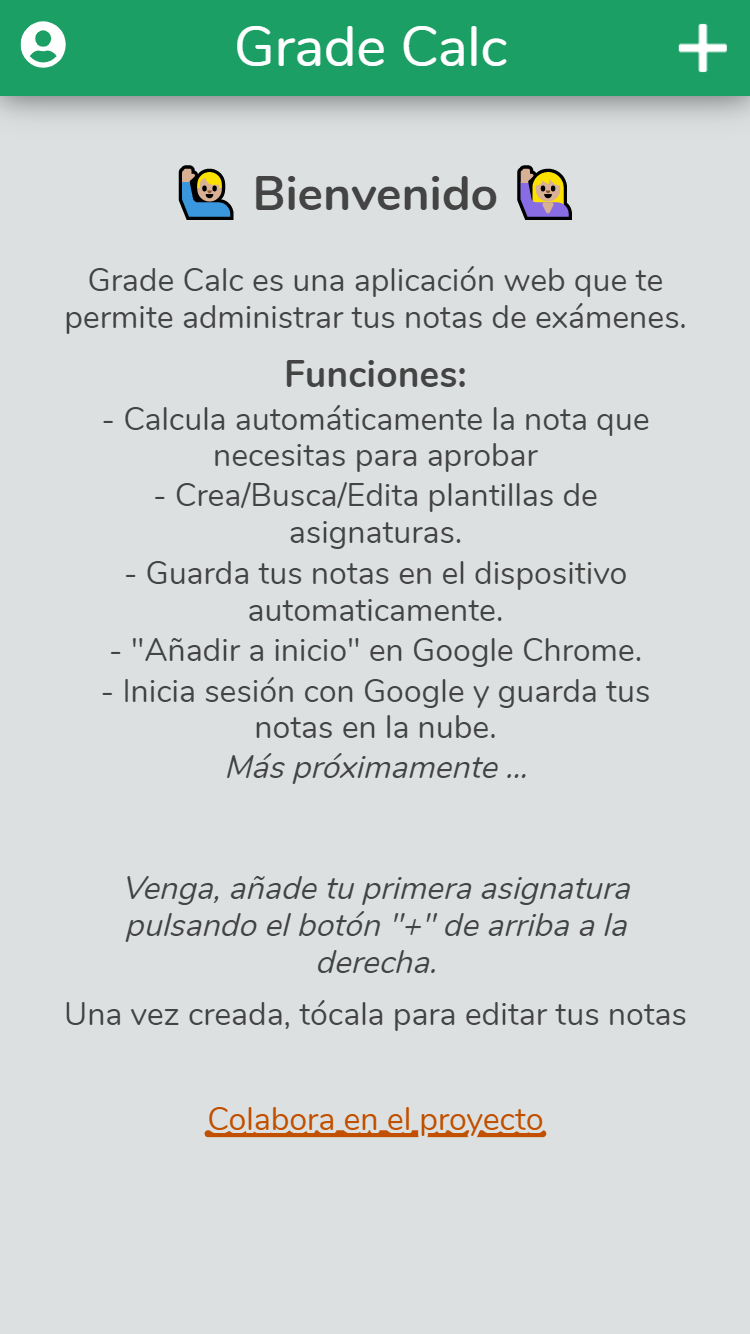 Grade Calc
Bienvenido
Grade Calc es una aplicación web que te
permite administrar tus notas de exámenes.
Funciones:
- Calcula automáticamente la nota que
necesitas para aprobar
- Crea/Busca/Edita plantillas de
asignaturas.
- Guarda tus notas en el dispositivo
automaticamente.
- "Añadir a inicio" en Google Chrome.
- Inicia sesión con Google y guarda tus
notas en la nube.
Más próximamente ...
Venga, añade tu primera asignatura
pulsando el botón "+" de arriba a la
derecha.
Una vez creada, tócala para editar tus notas
Colabora en el proyecto